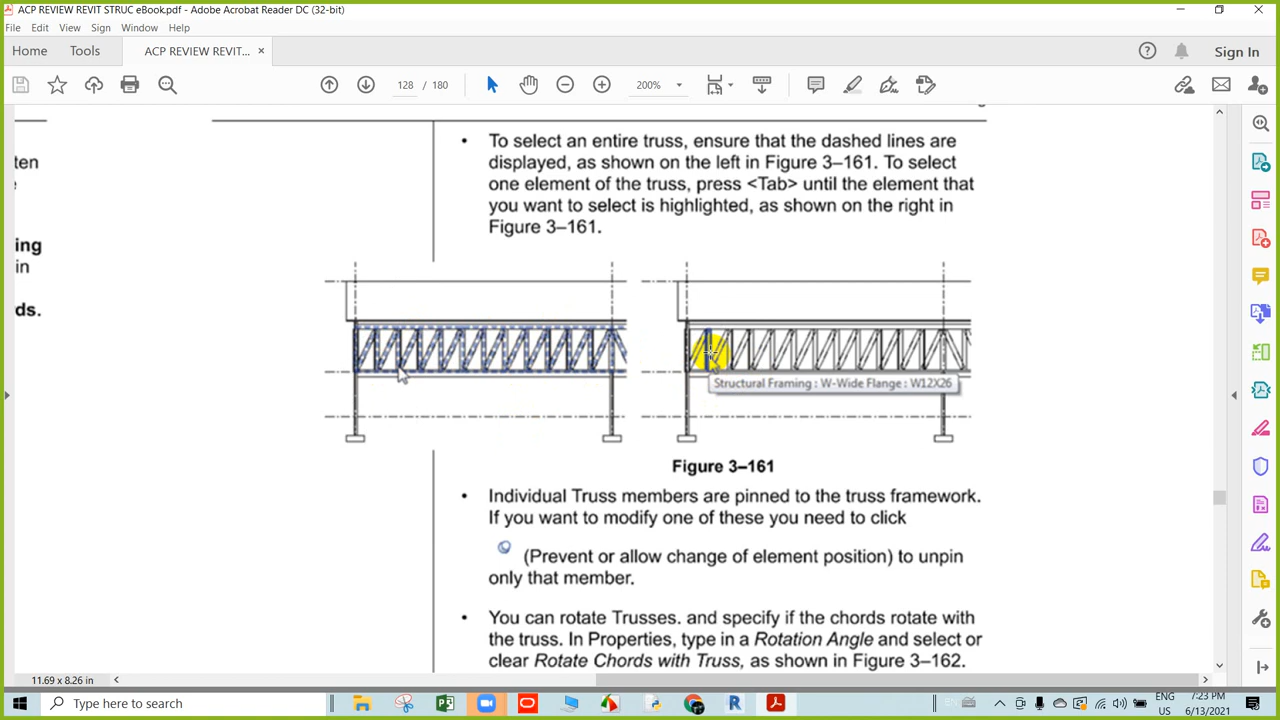 ACP REVIEW REVIT STRUC eBook.pdf - Adobe Acrobat Reader DC (32-bit)
File Edit View Sign Window Help
Home Tools ACP REVIEW REVIT... × Sign In
128 / 180 200%
ten
ing
in
ds.
• To select an entire truss, ensure that the dashed lines are
displayed, as shown on the left in Figure 3–161. To select
one element of the truss, press <Tab> until the element that
you want to select is highlighted, as shown on the right in
Figure 3–161.
Structural Framing : W-Wide Flange : W12X26
Figure 3–161
• Individual Truss members are pinned to the truss framework.
If you want to modify one of these you need to click
(Prevent or allow change of element position) to unpin
only that member.
• You can rotate Trusses. and specify if the chords rotate with
the truss. In Properties, type in a Rotation Angle and select or
clear Rotate Chords with Truss, as shown in Figure 3–162.
11.69 x 8.26 in
Type here to search
ENG
US
7:23 PM
6/13/2021